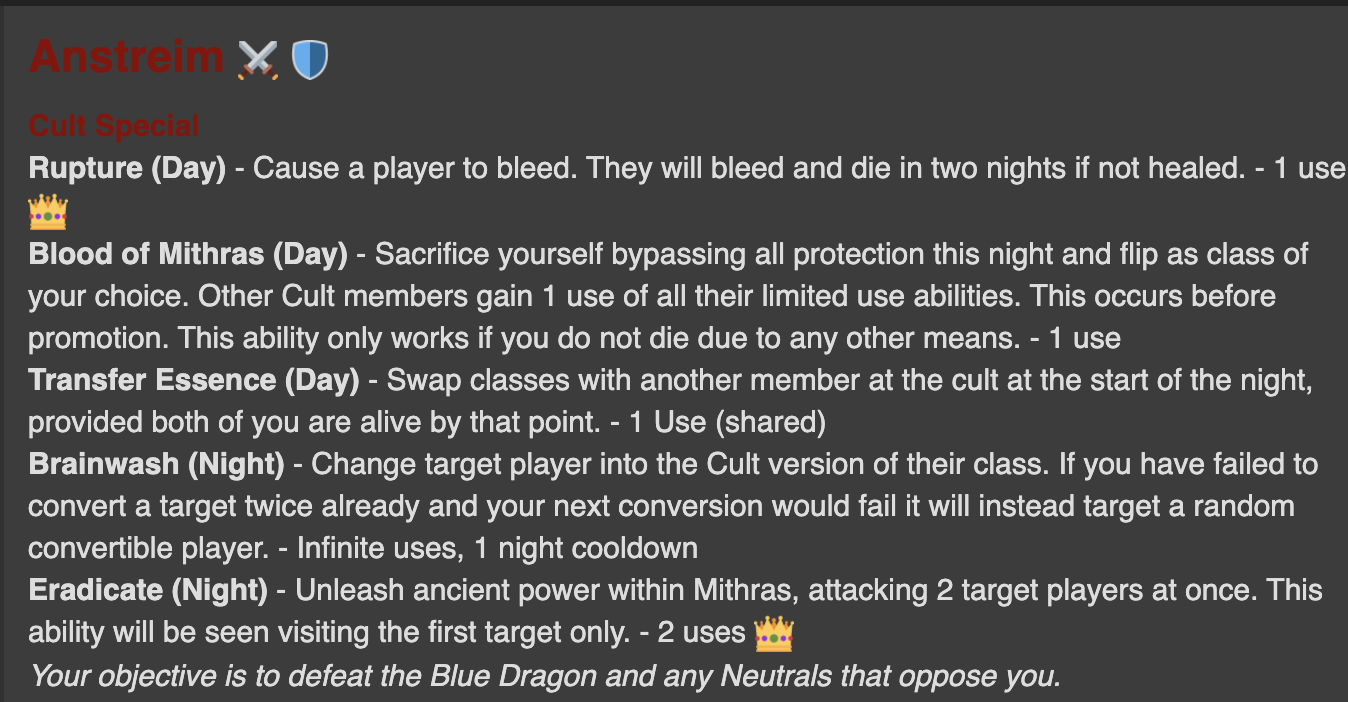 Anstreim ⚔️ 🛡️
Cult Special
Rupture (Day) - Cause a player to bleed. They will bleed and die in two nights if not healed. - 1 use
👑
Blood of Mithras (Day) - Sacrifice yourself bypassing all protection this night and flip as class of
your choice. Other Cult members gain 1 use of all their limited use abilities. This occurs before
promotion. This ability only works if you do not die due to any other means. - 1 use
Transfer Essence (Day) - Swap classes with another member at the cult at the start of the night,
provided both of you are alive by that point. - 1 Use (shared)
Brainwash (Night) - Change target player into the Cult version of their class. If you have failed to
convert a target twice already and your next conversion would fail it will instead target a random
convertible player. - Infinite uses, 1 night cooldown
Eradicate (Night) - Unleash ancient power within Mithras, attacking 2 target players at once. This
ability will be seen visiting the first target only. - 2 uses 👑
Your objective is to defeat the Blue Dragon and any Neutrals that oppose you.